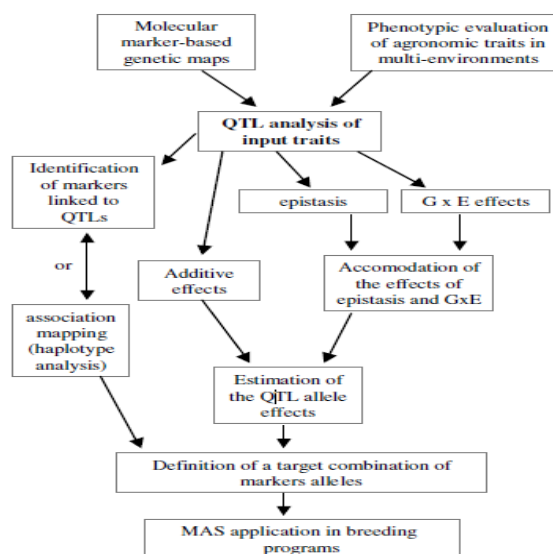 Molecular
marker-based
genetic maps
Phenotypic evaluation
of agronomic traits in
multi-environments
QTL analysis of
input traits
Identification
of markers
linked to
QTLs
epistasis
G x E effects
or
Additive
effects
Accomodation of
the effects of
epistasis and GxE
association
mapping
(haplotype
analysis)
Estimation of
the QTL allele
effects
Definition of a target combination of
markers alleles
MAS application in breeding
programs